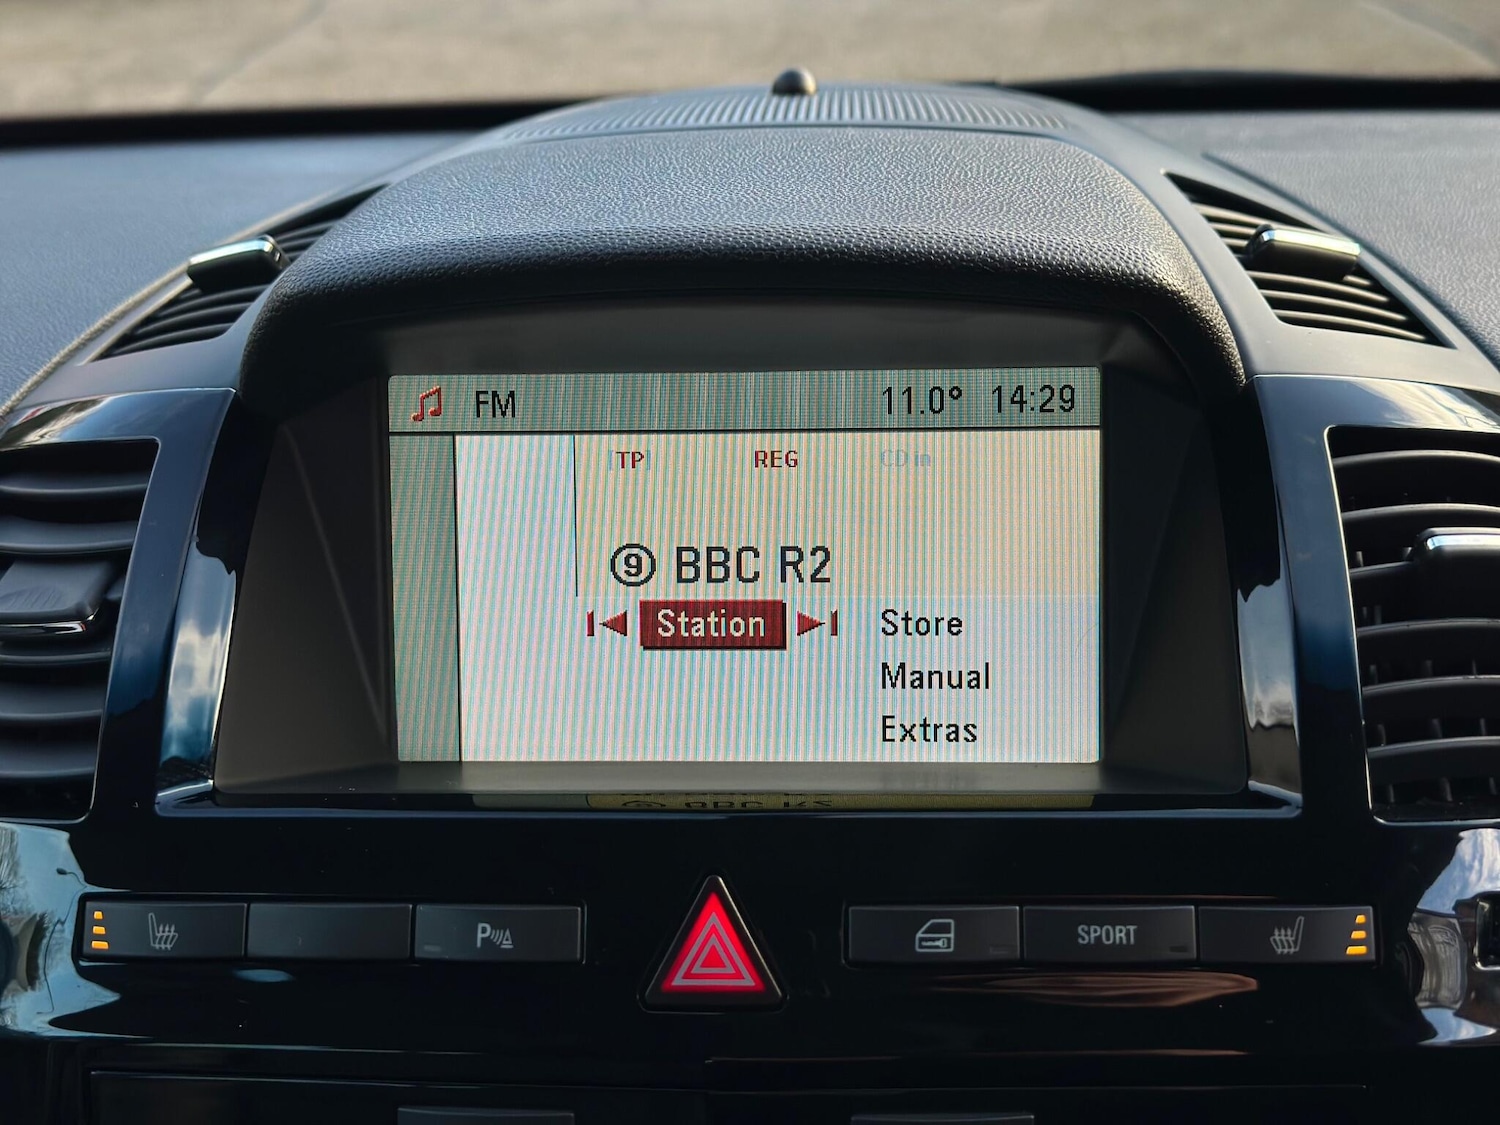 FM 11.0° 14:29
[TP] REG CD in
9 BBC R2
Station Store
Manual
Extras
P SPORT